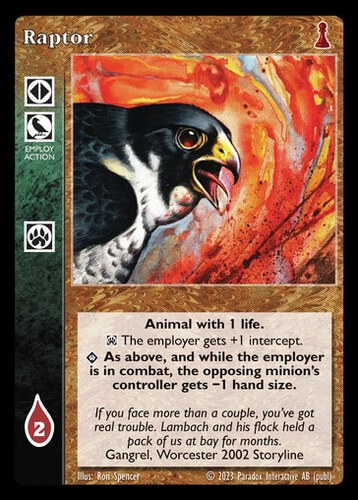 Raptor
EMPLOY
ACTION
Animal with 1 life.
The employer gets +1 intercept.
As above, and while the employer
is in combat, the opposing minion's
controller gets −1 hand size.
If you face more than a couple, you've got
real trouble. Lambach and his flock held a
pack of us at bay for months.
Gangrel, Worcester 2002 Storyline
2
Illus: Ron Spencer © 2023 Paradox Interactive AB (publ)